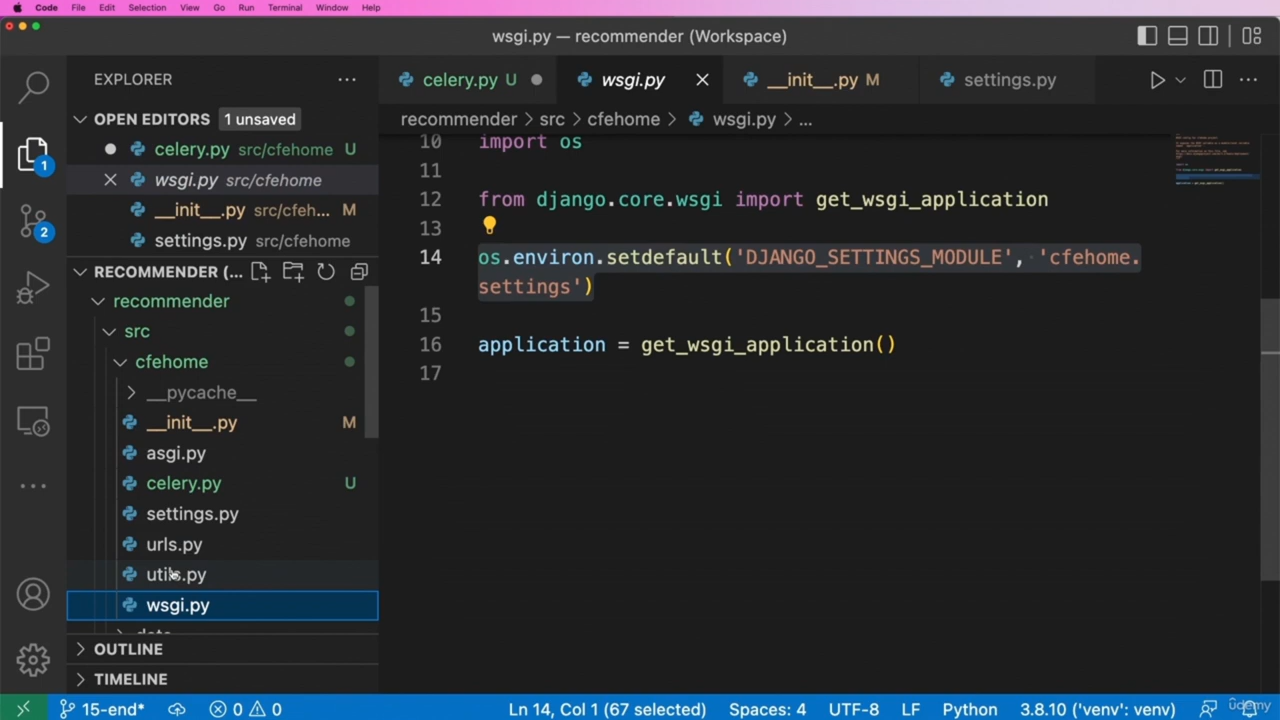 Code File Edit Selection View Go Run Terminal Window Help
wsgi.py — recommender (Workspace)
EXPLORER
celery.py U
wsgi.py
__init__.py M
settings.py
OPEN EDITORS 1 unsaved
recommender > src > cfehome > wsgi.py > ...
celery.py src/cfehome U
wsgi.py src/cfehome
__init__.py src/cfeh... M
settings.py src/cfehome
RECOMMENDER (...
recommender
src
cfehome
__pycache__
__init__.py M
asgi.py
celery.py U
settings.py
urls.py
utils.py
wsgi.py
OUTLINE
TIMELINE
10 import os
11
12 from django.core.wsgi import get_wsgi_application
13
14 os.environ.setdefault('DJANGO_SETTINGS_MODULE', 'cfehome.
settings')
15
16 application = get_wsgi_application()
17
1
2
15-end* 0 0 Ln 14, Col 1 (67 selected) Spaces: 4 UTF-8 LF Python 3.8.10 ('venv': venv)
udemy